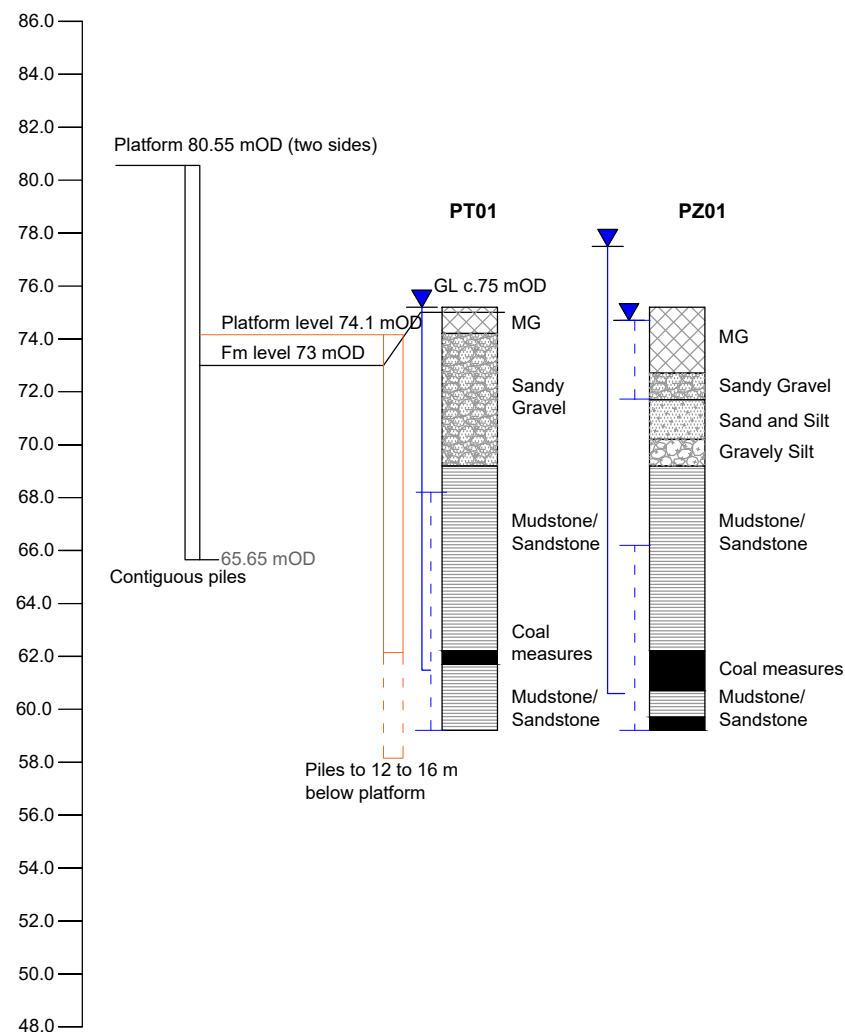 86.0
84.0
82.0
Platform 80.55 mOD (two sides)
80.0
PT01
PZ01
78.0
76.0
GL c.75 mOD
Platform level 74.1 mOD
MG
MG
74.0
Fm level 73 mOD
72.0
Sandy
Gravel
Sandy Gravel
Sand and Silt
70.0
Gravely Silt
68.0
Mudstone/
Sandstone
Mudstone/
Sandstone
66.0
65.65 mOD
Contiguous piles
64.0
Coal
measures
62.0
Coal measures
Mudstone/
Sandstone
Mudstone/
Sandstone
60.0
58.0
Piles to 12 to 16 m
below platform
56.0
54.0
52.0
50.0
48.0